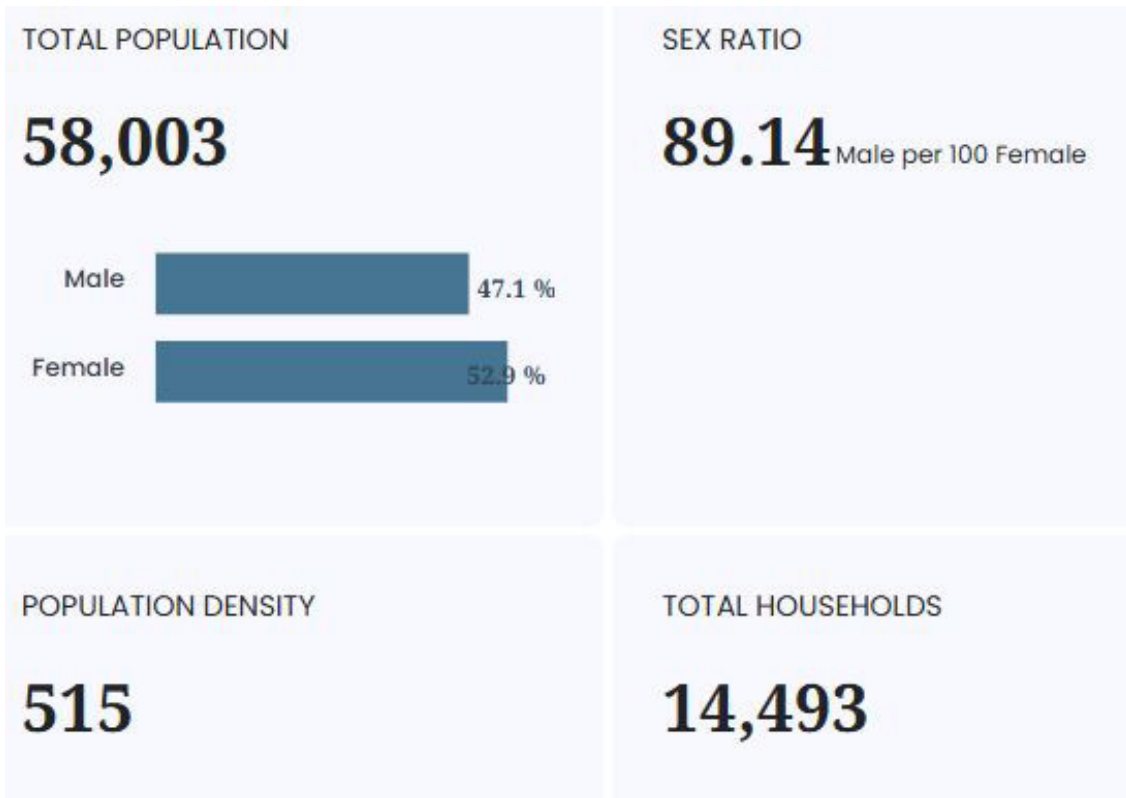 TOTAL POPULATION
58,003
Male
47.1 %
Female
52.9 %
SEX RATIO
89.14 Male per 100 Female
POPULATION DENSITY
515
TOTAL HOUSEHOLDS
14,493